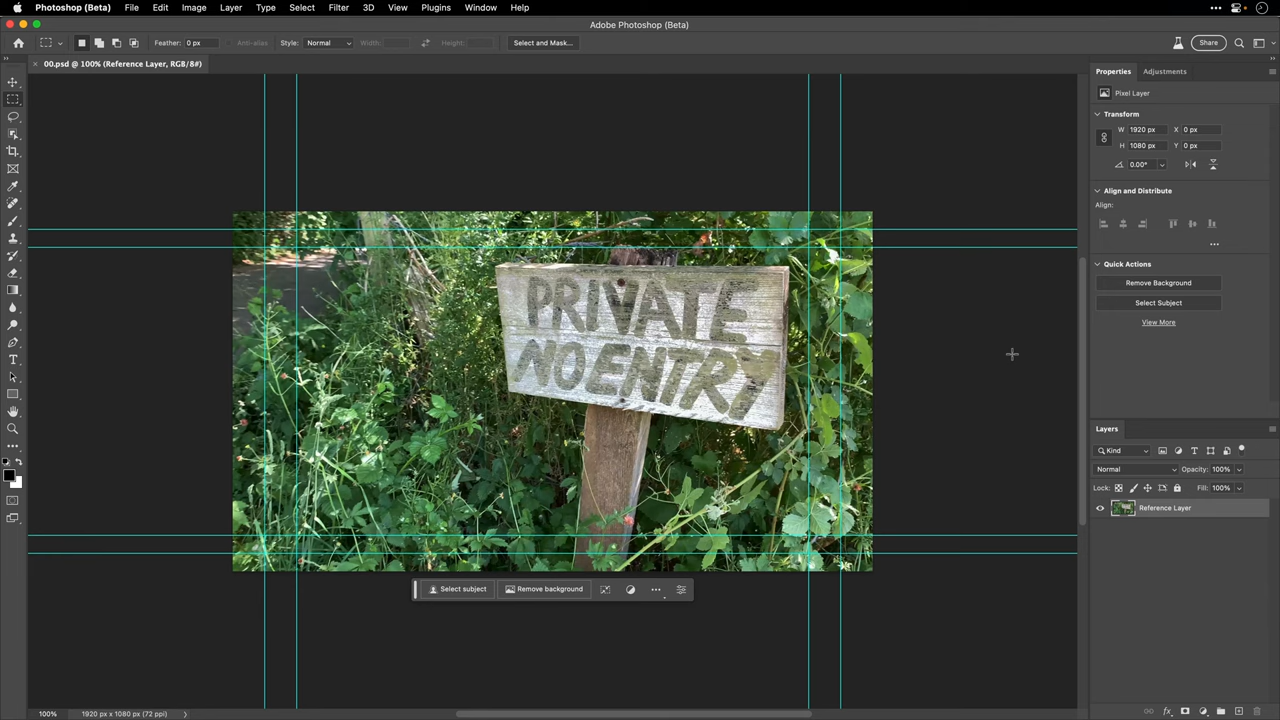 Photoshop (Beta) File Edit Image Layer Type Select Filter 3D View Plugins Window Help
Adobe Photoshop (Beta)
Feather: 0 px Anti-alias Style: Normal Width: Height: Select and Mask... Share
00.psd @ 100% (Reference Layer, RGB/8#)
Properties Adjustments
Pixel Layer
Transform
W 1920 px X 0 px
H 1080 px Y 0 px
0.00°
Align and Distribute
Align:
Quick Actions
Remove Background
Select Subject
View More
PRIVATE
NO ENTRY
Layers
Kind
Normal Opacity: 100%
Lock: Fill: 100%
Reference Layer
Select subject Remove background
100% 1920 px x 1080 px (72 ppi)